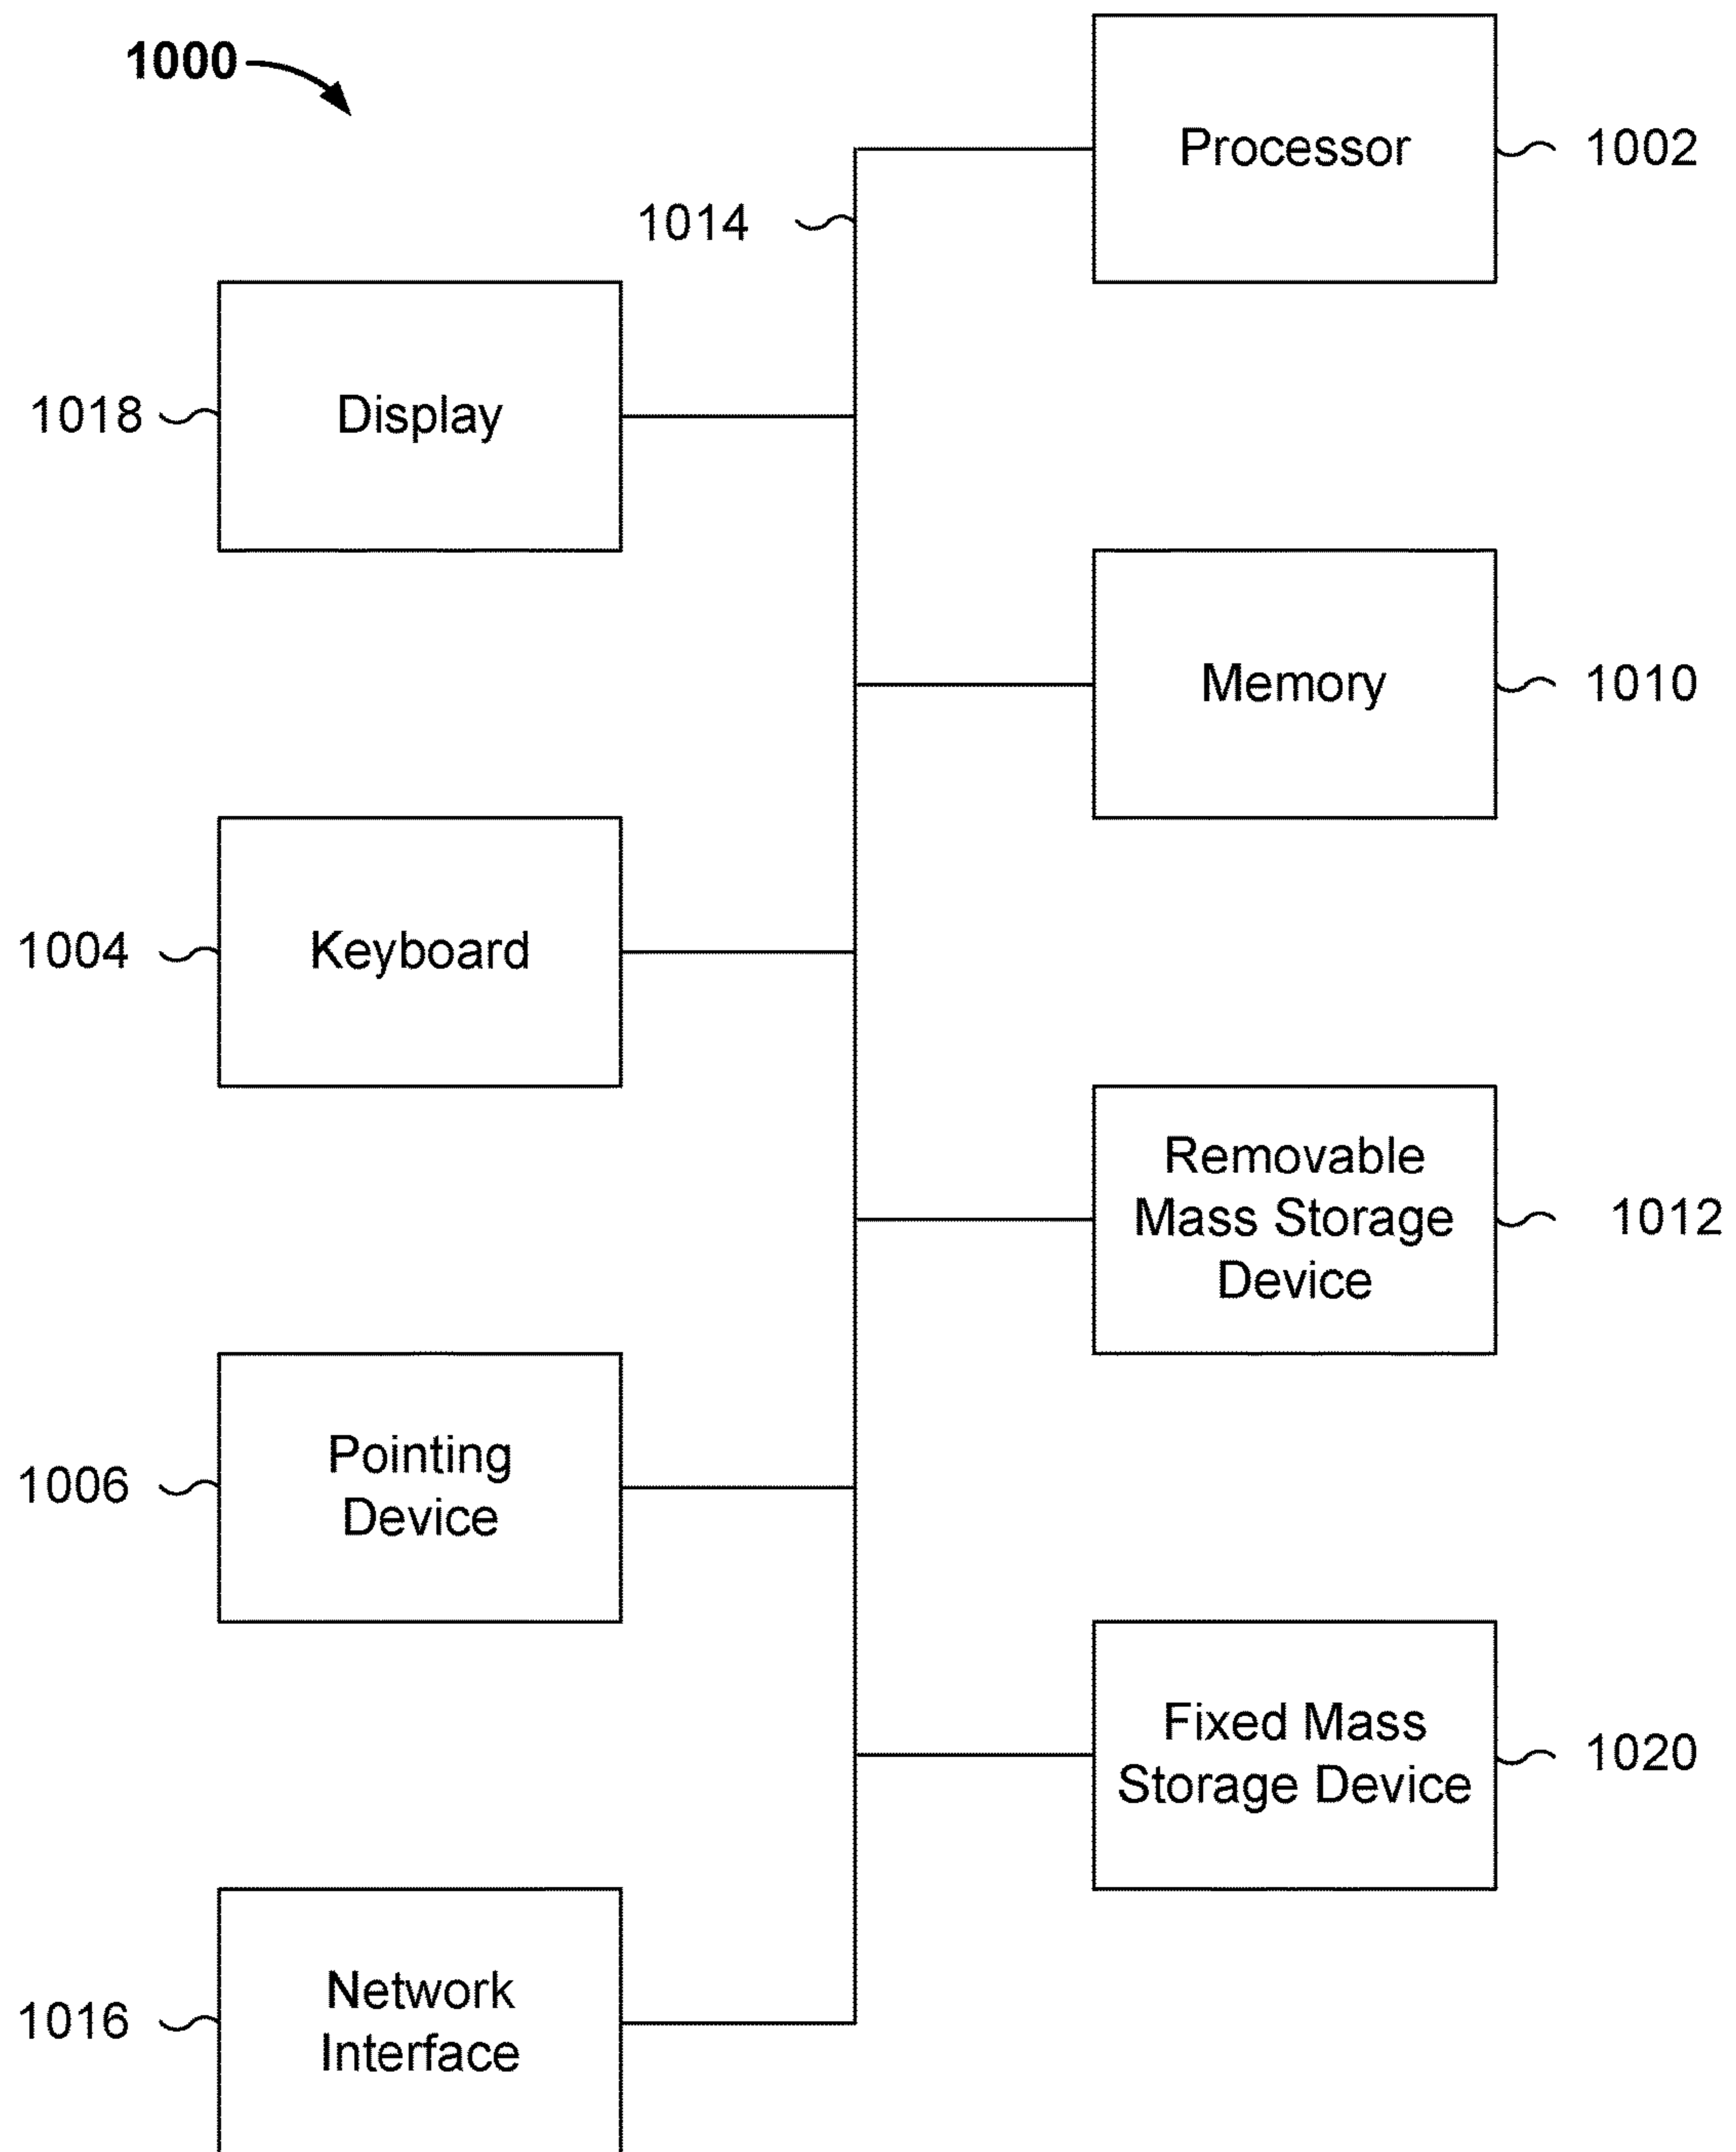 1000
Processor
1002
1014
Display
1018
Memory
1010
Keyboard
1004
Removable
Mass Storage
Device
1012
Pointing
Device
1006
Fixed Mass
Storage Device
1020
Network
Interface
1016